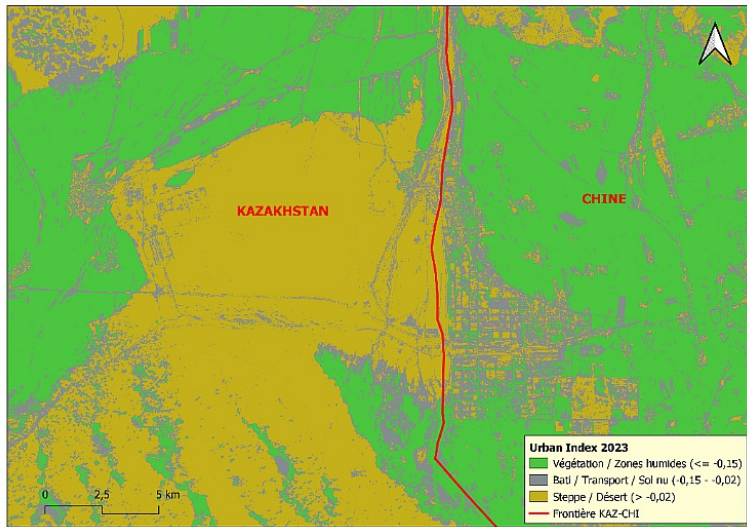 KAZAKHSTAN
CHINE
Urban Index 2023
Végétation / Zones humides (<= -0,15)
Bati / Transport / Sol nu (-0,15 - -0,02)
Steppe / Désert (> -0,02)
Frontière KAZ-CHI
0 2,5 5 km